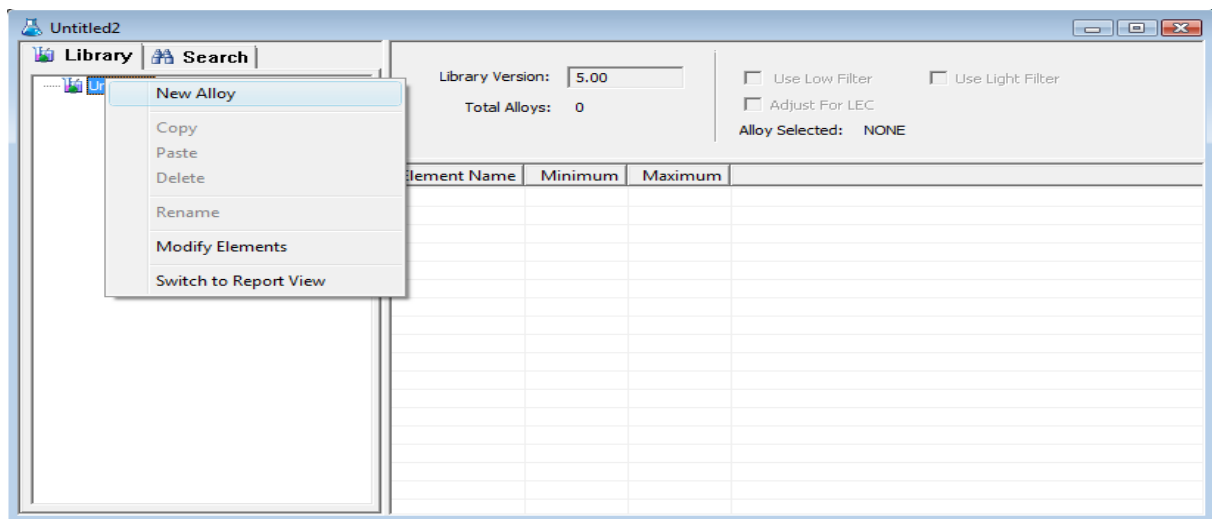 Untitled2
Library Search
Library Version: 5.00
Total Alloys: 0
Use Low Filter Use Light Filter
Adjust For LEC
Alloy Selected: NONE
New Alloy
Copy
Paste
Delete
Rename
Modify Elements
Switch to Report View
Element Name Minimum Maximum